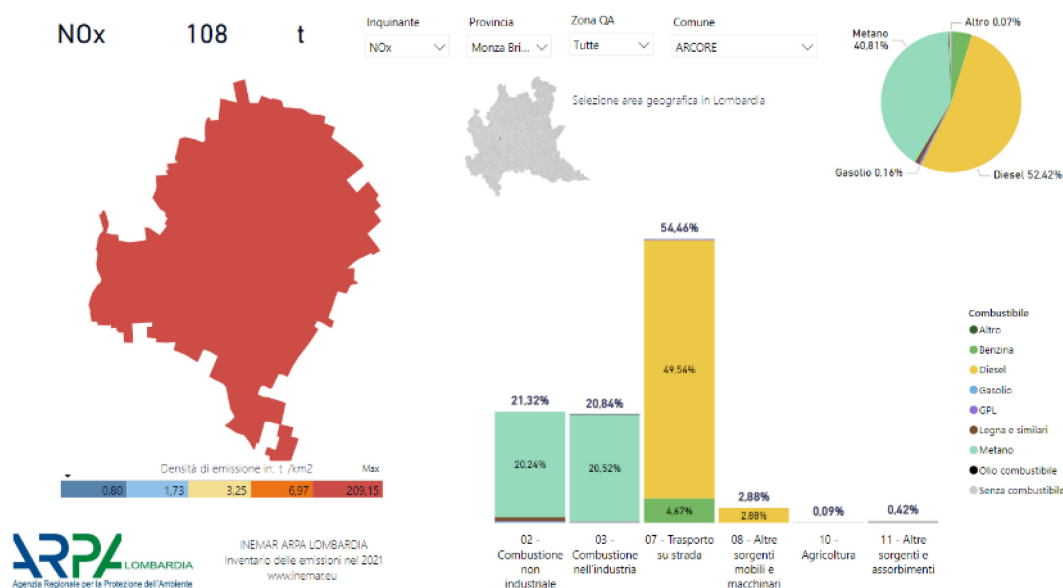 NOx 108 t
Inquinante
NOx
Provincia
Monza Bri...
Zona QA
Tutte
Comune
ARCORE
Selezione area geografica in Lombardia
Altro 0.07%
Metano
40,81%
Gasolio 0.16%
Diesel 52.42%
54,46%
49,54%
4,67%
21,32%
20,24%
20,84%
20,52%
2,88%
2.88%
0,09%
0,42%
02 -
Combustione
non
industriale
03 -
Combustione
nell'industria
07 - Trasporto
su strada
08 - Altre
sorgenti
mobili e
macchinari
10 -
Agricoltura
11 - Altre
sorgenti e
assorbimenti
Combustibile
Altro
Benzina
Diesel
Gasolio
GPL
Legna e similari
Metano
Olio combustibile
Senza combustibile
Densità di emissione in: t /km2 Max
0,80 1,73 3,25 6,97 209,15
ARPA LOMBARDIA
Agenzia Regionale per la Protezione dell'Ambiente
INEMAR ARPA LOMBARDIA
Inventario delle emissioni nel 2021
www.inemar.eu